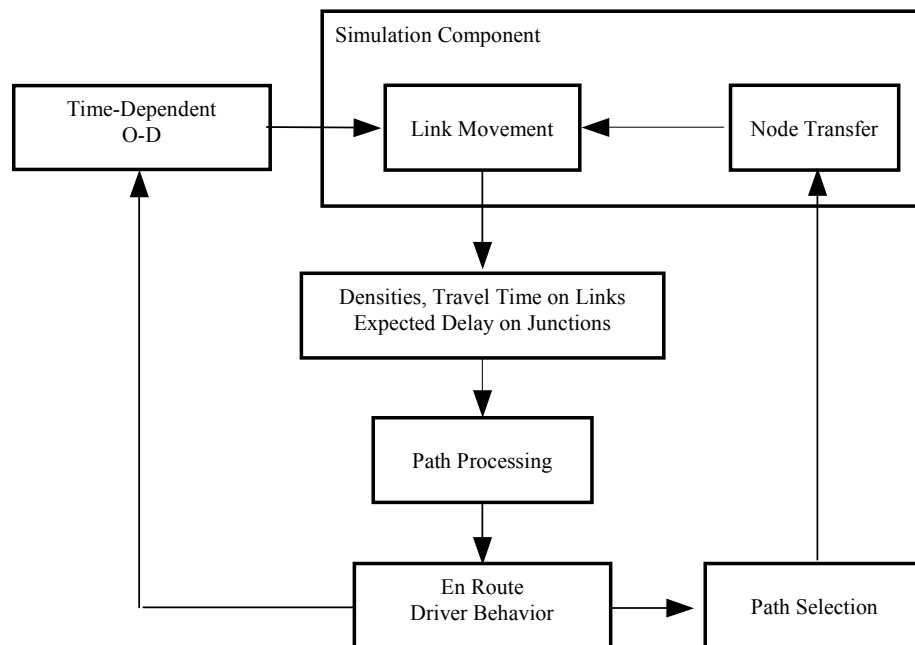 Simulation Component
Time-Dependent
O-D
Link Movement
Node Transfer
Densities, Travel Time on Links
Expected Delay on Junctions
Path Processing
En Route
Driver Behavior
Path Selection